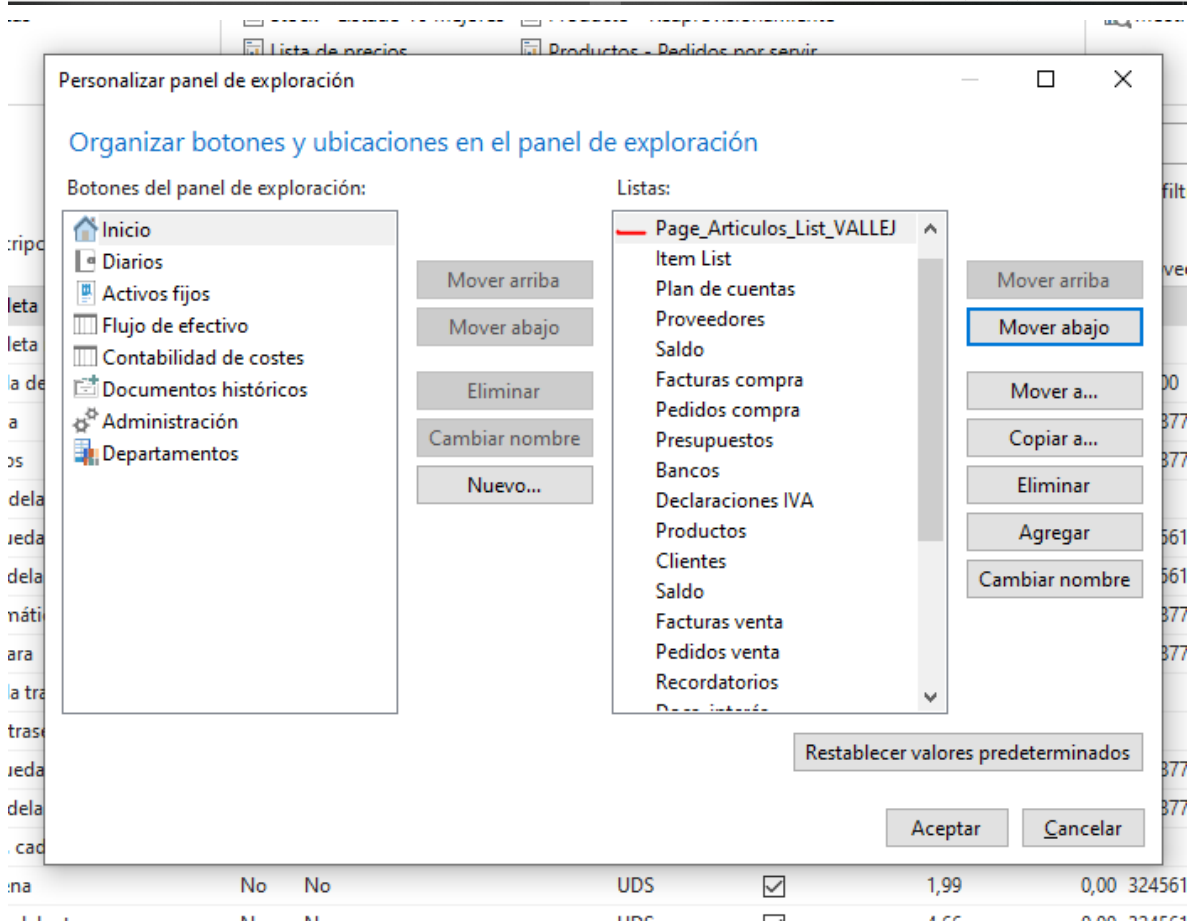 Lista de precios
Productos - Pedidos por servir
Personalizar panel de exploración
Organizar botones y ubicaciones en el panel de exploración
Botones del panel de exploración:
Inicio
Diarios
Activos fijos
Flujo de efectivo
Contabilidad de costes
Documentos históricos
Administración
Departamentos
Mover arriba
Mover abajo
Eliminar
Cambiar nombre
Nuevo...
Listas:
Page_Articulos_List_VALLEJ
Item List
Plan de cuentas
Proveedores
Saldo
Facturas compra
Pedidos compra
Presupuestos
Bancos
Declaraciones IVA
Productos
Clientes
Saldo
Facturas venta
Pedidos venta
Recordatorios
Mover arriba
Mover abajo
Mover a...
Copiar a...
Eliminar
Agregar
Cambiar nombre
Restablecer valores predeterminados
Aceptar
Cancelar
No No UDS 1,99 0,00 324561